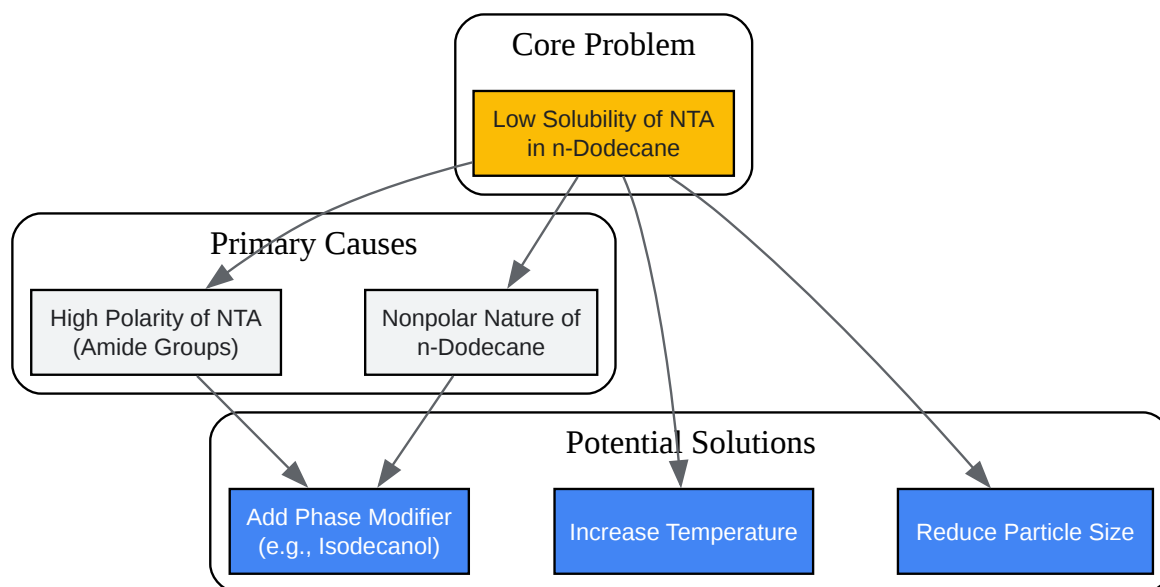 Core Problem
Low Solubility of NTA
in n-Dodecane
Primary Causes
High Polarity of NTA
(Amide Groups)
Nonpolar Nature of
n-Dodecane
Potential Solutions
Add Phase Modifier
(e.g., Isodecanol)
Increase Temperature
Reduce Particle Size